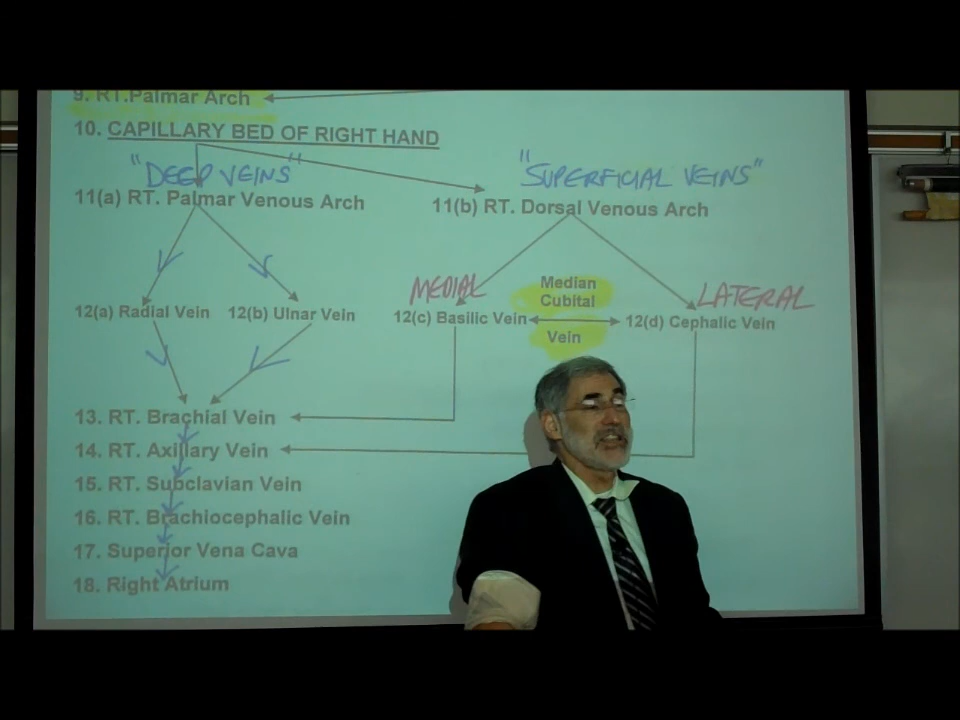 9. RT.Palmar Arch
10. CAPILLARY BED OF RIGHT HAND
"DEEP VEINS" "SUPERFICIAL VEINS"
11(a) RT. Palmar Venous Arch 11(b) RT. Dorsal Venous Arch
MEDIAL Median LATERAL
Cubital
12(a) Radial Vein 12(b) Ulnar Vein 12(c) Basilic Vein 12(d) Cephalic Vein
Vein
13. RT. Brachial Vein
14. RT. Axillary Vein
15. RT. Subclavian Vein
16. RT. Brachiocephalic Vein
17. Superior Vena Cava
18. Right Atrium